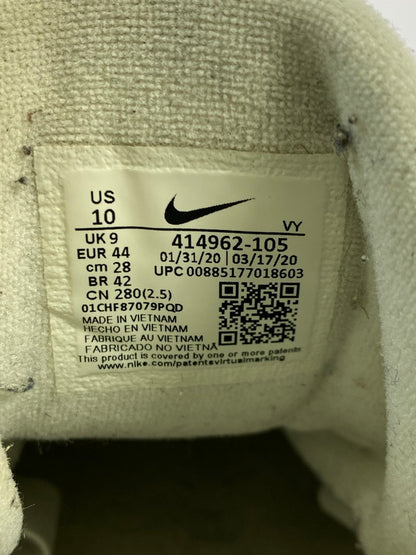 US
10
VY
UK 9
EUR 44
cm 28
BR 42
CN 280(2.5)
414962-105
01/31/20 | 03/17/20
UPC 00885177018603
01CHF87079PQD
MADE IN VIETNAM
HECHO EN VIETNAM
FABRIQUE AU VIETNAM
FABRICADO NO VIETNÃ
This product is covered by one or more patents
www.nike.com/patentsvirtualmarking